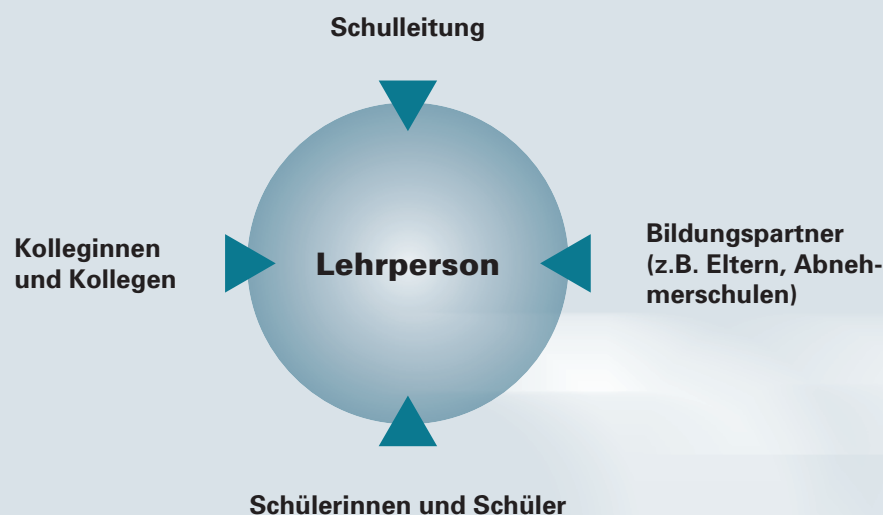 Schulleitung
Kolleginnen
und Kollegen
Lehrperson
Bildungspartner
(z.B. Eltern, Abneh-
merschulen)
Schülerinnen und Schüler